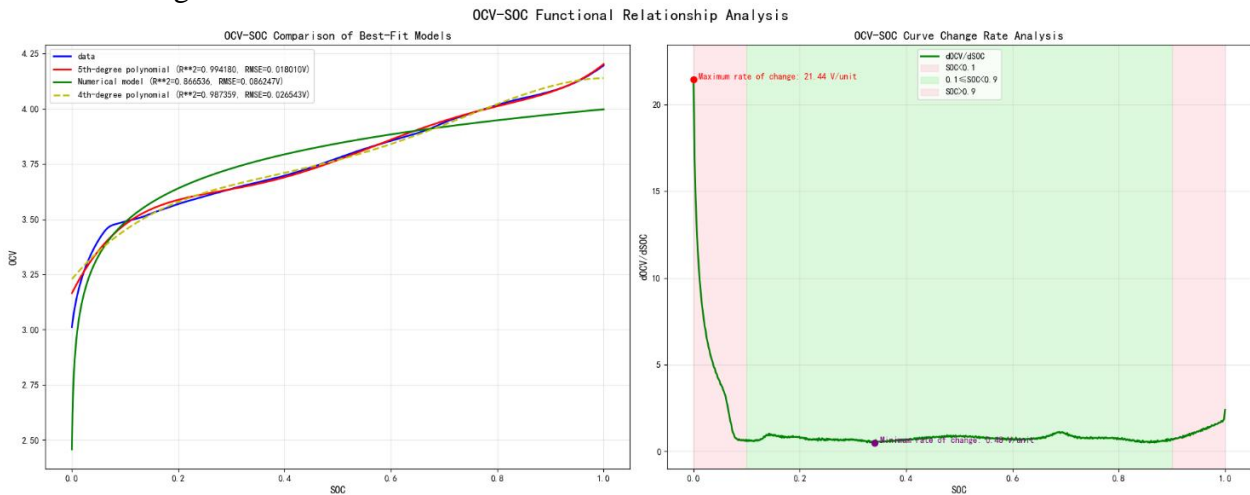 OCV-SOC Functional Relationship Analysis
OCV-SOC Comparison of Best-Fit Models
data
5th-degree polynomial (R**2=0.994180, RMSE=0.018010V)
Numerical model (R**2=0.866536, RMSE=0.086247V)
4th-degree polynomial (R**2=0.987359, RMSE=0.026543V)
4.25
4.00
3.75
3.50
3.25
3.00
2.75
2.50
OCV
0.0 0.2 0.4 0.6 0.8 1.0
SOC
OCV-SOC Curve Change Rate Analysis
dOCV/dSOC
SOC<0.1
0.1≤SOC<0.9
SOC>0.9
Maximum rate of change: 21.44 V/unit
Minimum rate of change: 0.48 V/unit
20
15
10
5
0
dOCV/dSOC
0.0 0.2 0.4 0.6 0.8 1.0
SOC